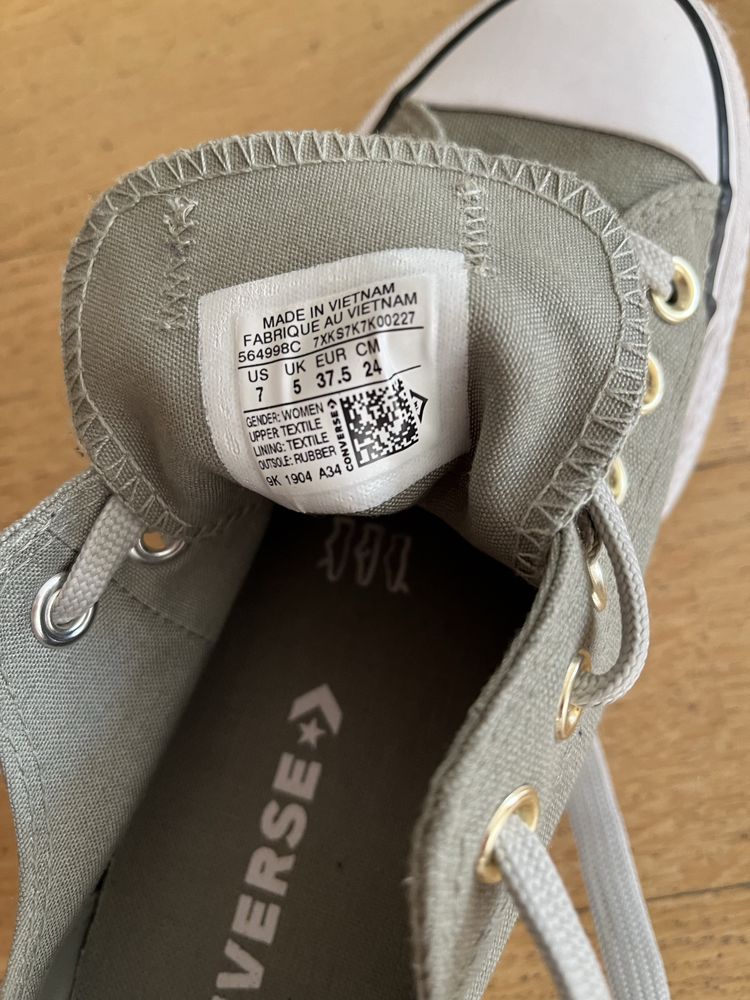 MADE IN VIETNAM
FABRIQUE AU VIETNAM
564998C 7XKS7K7K00227
US UK EUR CM
7 5 37.5 24
GENDER: WOMEN
UPPER TEXTILE
LINING: TEXTILE
OUTSOLE: RUBBER
9K 1904 A34
CONVERSE